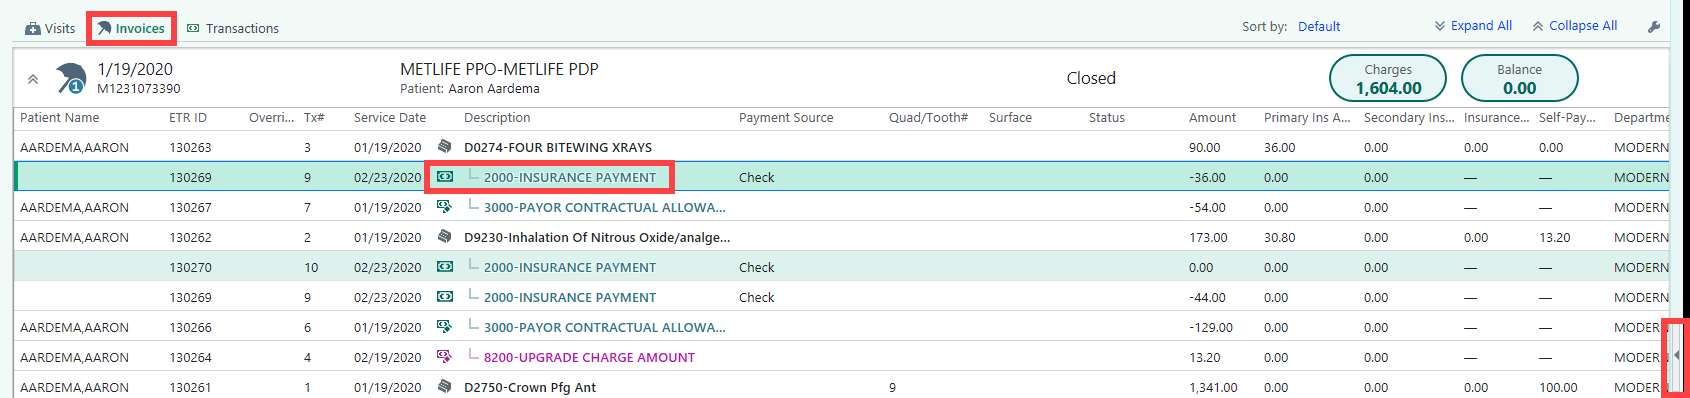 Visits Invoices Transactions Sort by: Default Expand All Collapse All
1/19/2020 METLIFE PPO-METLIFE PDP Closed Charges Balance
1
M1231073390 Patient: Aaron Aardema 1,604.00 0.00
Patient Name ETR ID Overri... Tx# Service Date Description Payment Source Quad/Tooth# Surface Status Amount Primary Ins A... Secondary Ins... Insurance... Self-Pay... Departme
AARDEMA,AARON 130263 3 01/19/2020 D0274-FOUR BITEWING XRAYS 90.00 36.00 0.00 0.00 0.00 MODERN
130269 9 02/23/2020 2000-INSURANCE PAYMENT Check -36.00 0.00 0.00 — — MODERN
AARDEMA,AARON 130267 7 01/19/2020 3000-PAYOR CONTRACTUAL ALLOWA... -54.00 0.00 0.00 — — MODERN
AARDEMA,AARON 130262 2 01/19/2020 D9230-Inhalation Of Nitrous Oxide/analge... 173.00 30.80 0.00 0.00 13.20 MODERN
130270 10 02/23/2020 2000-INSURANCE PAYMENT Check 0.00 0.00 0.00 — — MODERN
130269 9 02/23/2020 2000-INSURANCE PAYMENT Check -44.00 0.00 0.00 — — MODERN
AARDEMA,AARON 130266 6 01/19/2020 3000-PAYOR CONTRACTUAL ALLOWA... -129.00 0.00 0.00 — — MODERN
AARDEMA,AARON 130264 4 02/19/2020 8200-UPGRADE CHARGE AMOUNT 13.20 0.00 0.00 — — MODERN
AARDEMA,AARON 130261 1 01/19/2020 D2750-Crown Pfg Ant 9 1,341.00 0.00 0.00 0.00 100.00 MODERN